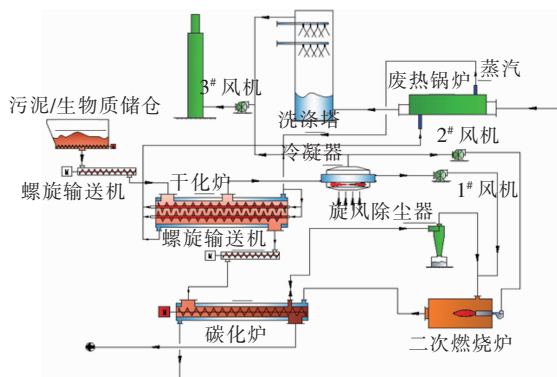 蒸汽
废热锅炉
3# 风机
污泥/生物质储仓
洗涤塔
2# 风机
冷凝器
螺旋输送机
干化炉
1# 风机
旋风除尘器
螺旋输送机
碳化炉
二次燃烧炉